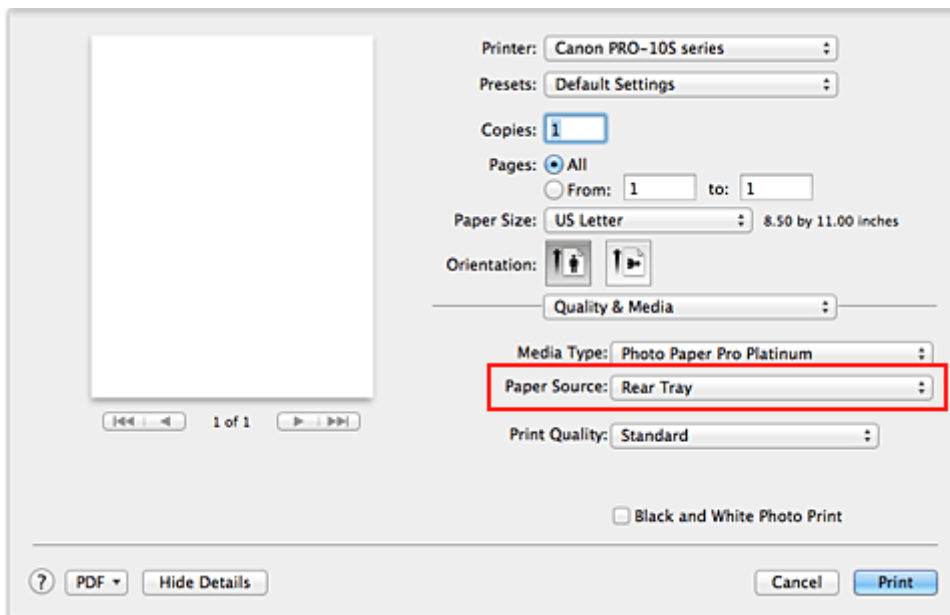 Printer: Canon PRO-10S series
Presets: Default Settings
Copies: 1
Pages: All
From: 1 to: 1
Paper Size: US Letter 8.50 by 11.00 inches
Orientation:
Quality & Media
Media Type: Photo Paper Pro Platinum
Paper Source: Rear Tray
1 of 1
Print Quality: Standard
Black and White Photo Print
? PDF Hide Details Cancel Print